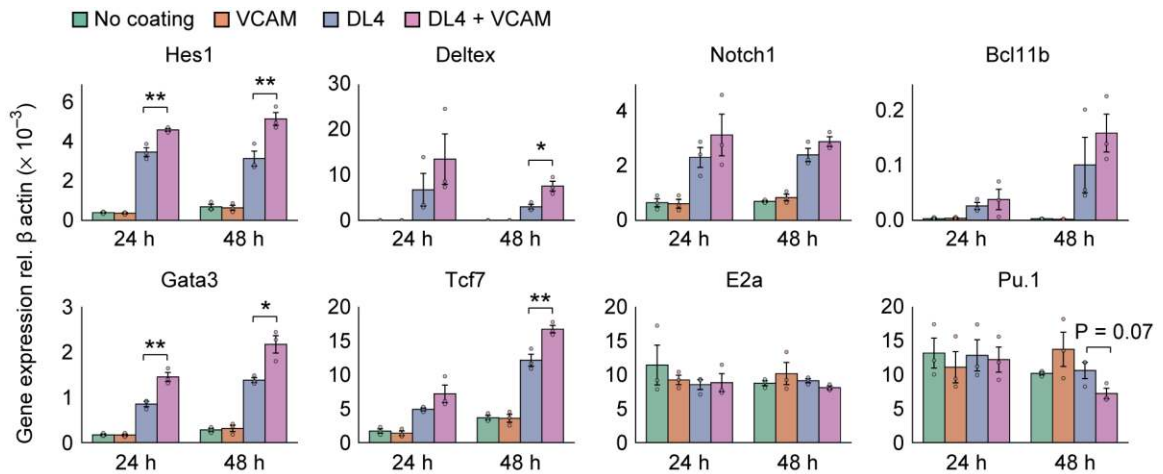 No coating VCAM DL4 DL4 + VCAM
Gene expression rel. β actin (× 10⁻³)
Hes1 Deltex Notch1 Bcl11b
6
4
2
0
** **
24 h 48 h
30
20
10
0
*
24 h 48 h
4
2
0
24 h 48 h
0.2
0.1
0.0
24 h 48 h
Gata3 Tcf7 E2a Pu.1
3
2
1
0
** *
24 h 48 h
20
15
10
5
0
**
24 h 48 h
20
15
10
5
0
24 h 48 h
20
15
10
5
0
P = 0.07
24 h 48 h